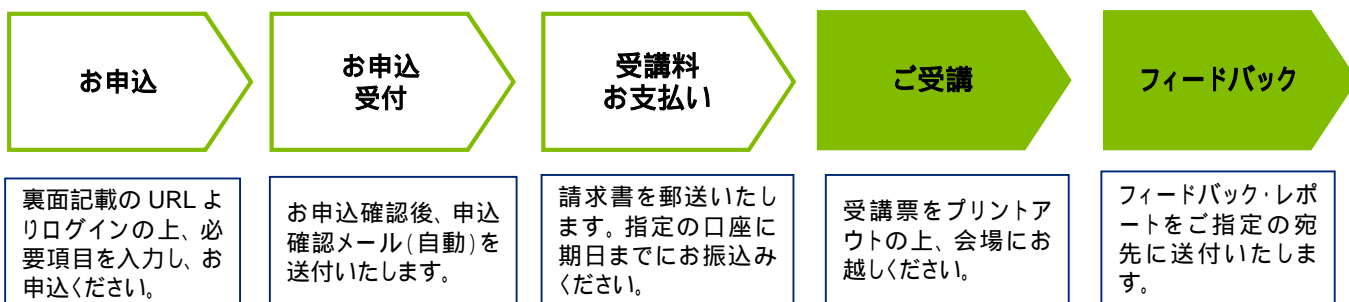 お申込
お申込
受付
受講料
お支払い
ご受講
フィードバック
裏面記載の URL よ
りログインの上、必
要項目を入力し、お
申込ください。
お申込確認後、申込
確認メール(自動)を
送付いたします。
請求書を郵送いたし
ます。指定の口座に
期日までにお振込み
ください。
受講票をプリントア
ウトの上、会場にお
越しください。
フィードバック・レポ
ートをご指定の宛
先に送付いたしま
す。